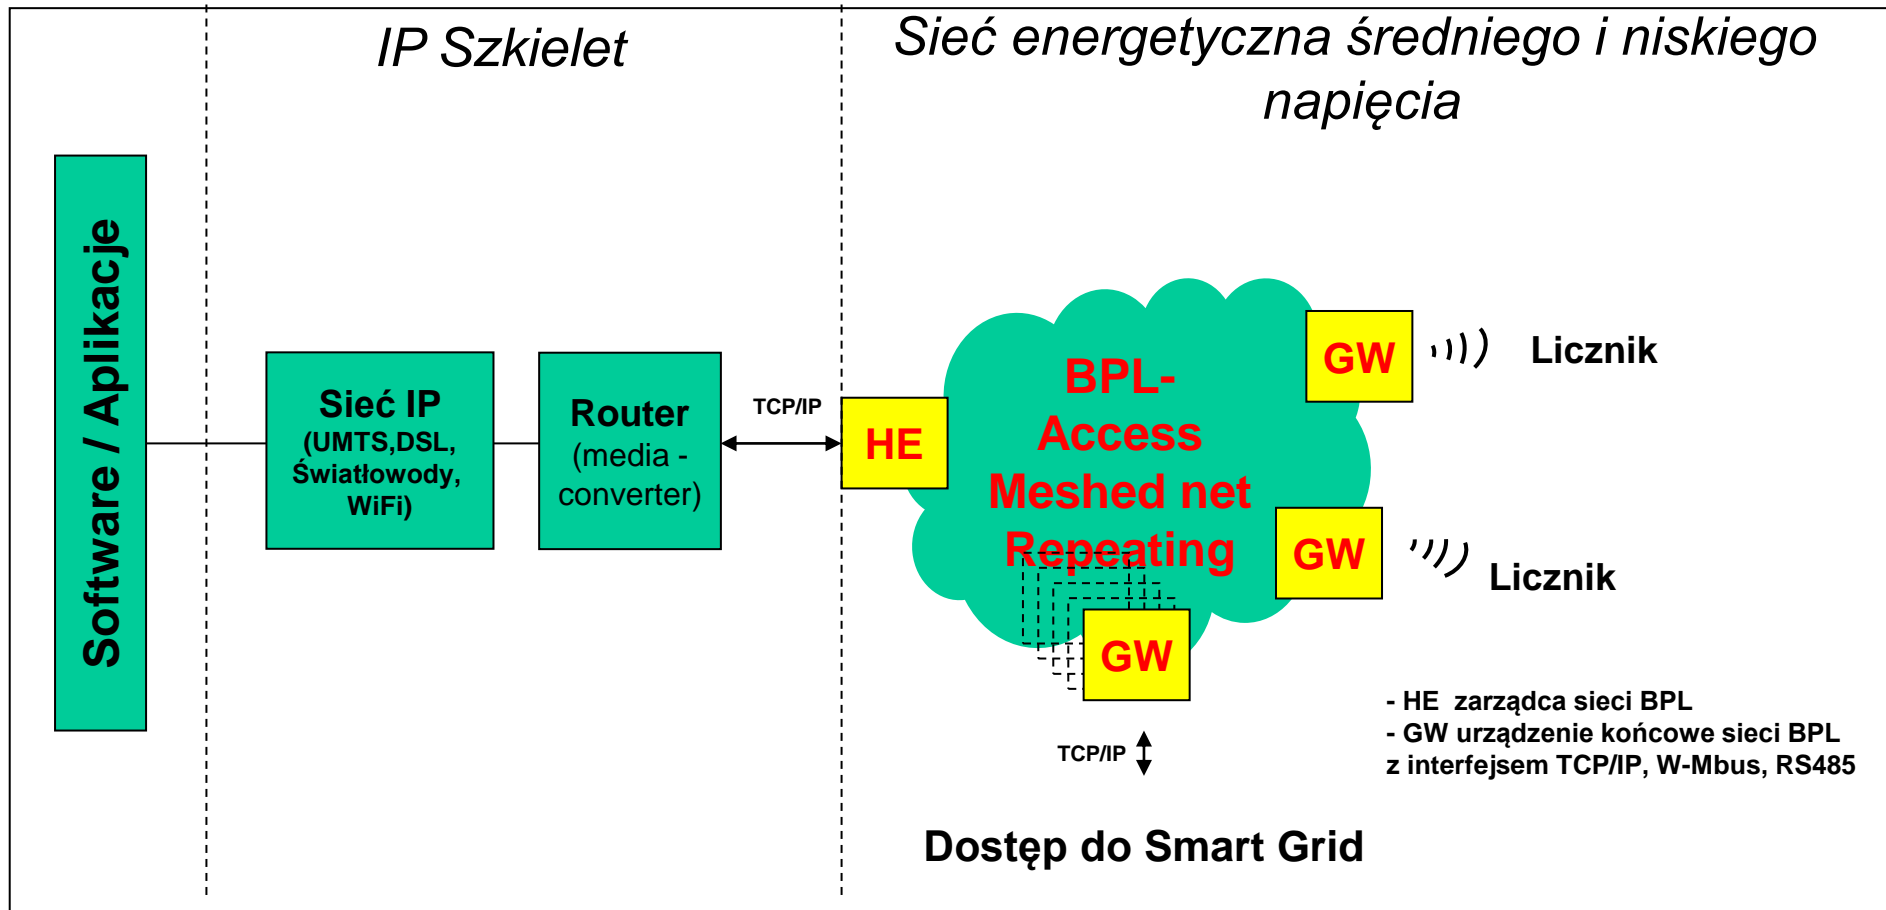 IP Szkielet
Sieć energetyczna średniego i niskiego
napięcia
Software / Aplikacje
Sieć IP
(UMTS,DSL,
Światłowody,
WiFi)
Router
(media -
converter)
TCP/IP
HE
BPL-
Access
Meshed net
Repeating
GW
Licznik
GW
Licznik
GW
TCP/IP
- HE zarządca sieci BPL
- GW urządzenie końcowe sieci BPL
z interfejsem TCP/IP, W-Mbus, RS485
Dostęp do Smart Grid